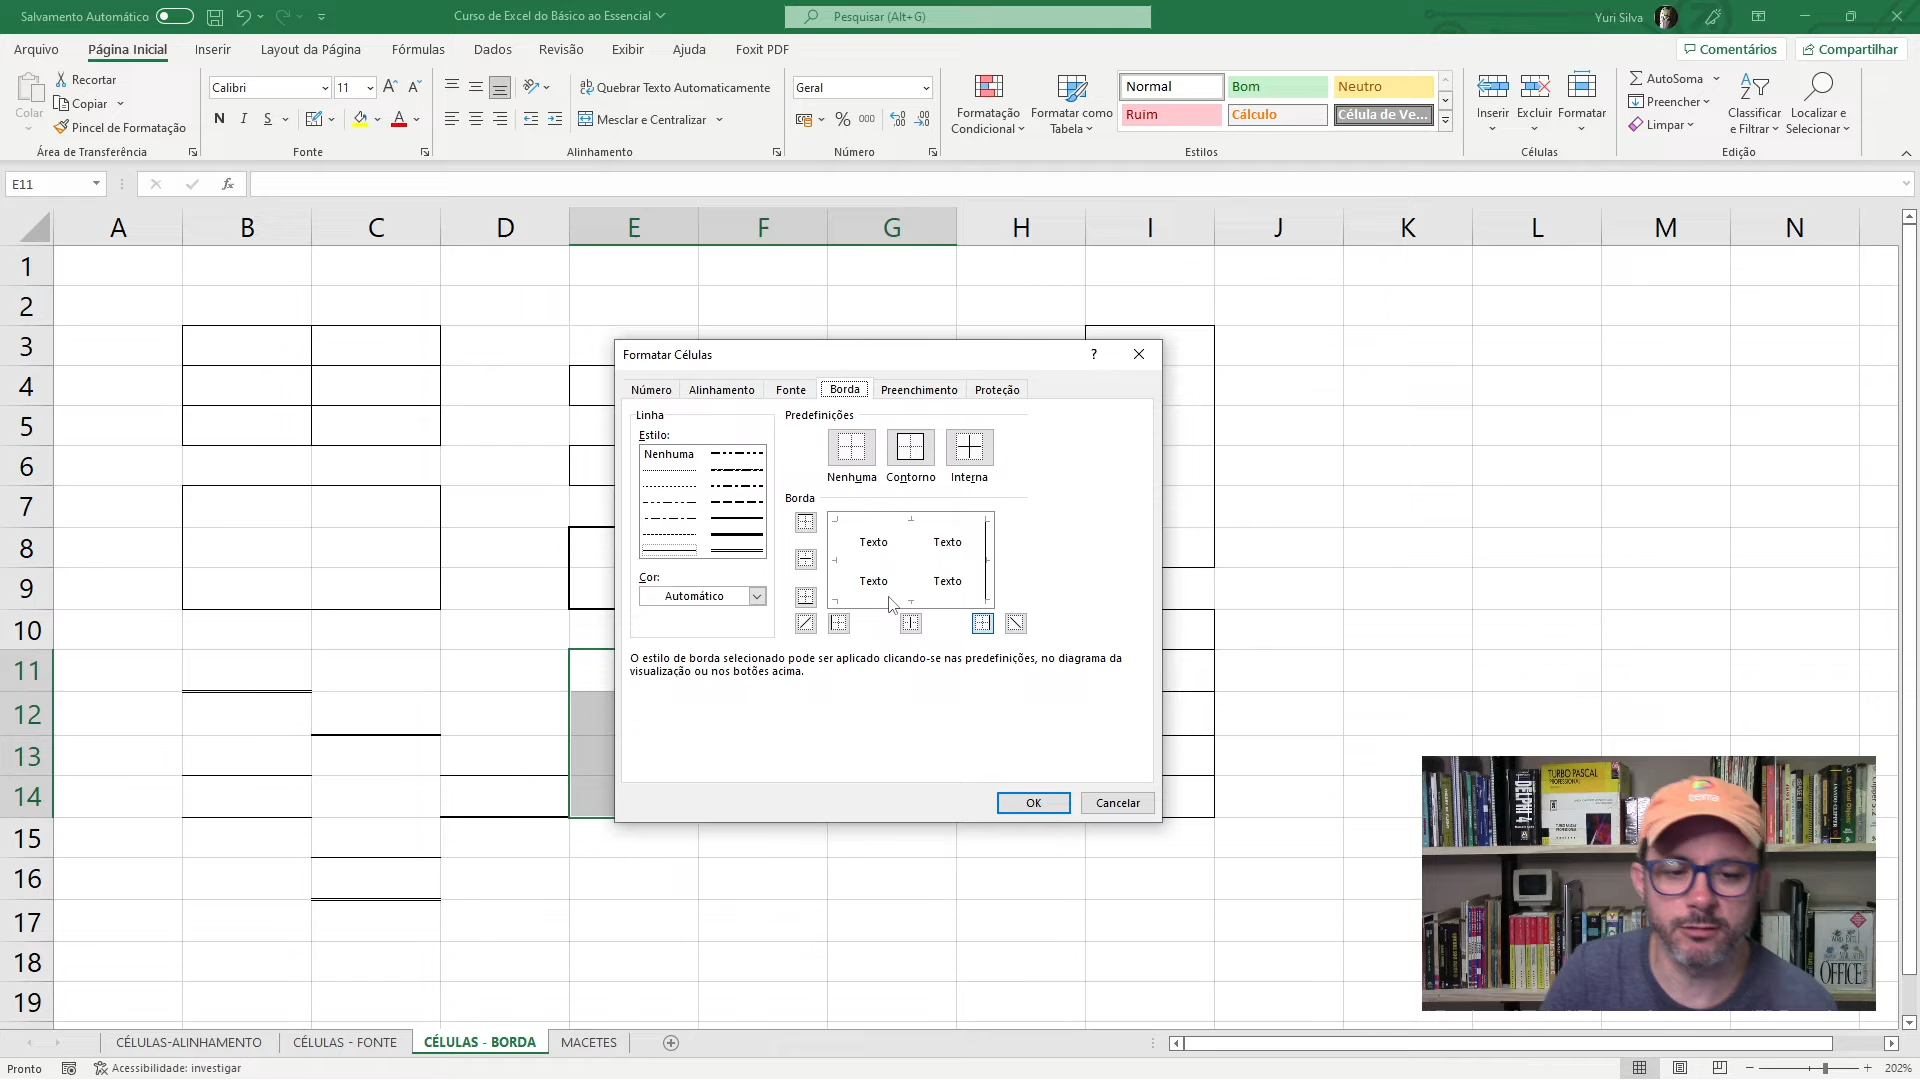 Salvamento Automático
Curso de Excel do Básico ao Essencial
Pesquisar (Alt+G)
Yuri Silva
Arquivo
Página Inicial
Inserir
Layout da Página
Fórmulas
Dados
Revisão
Exibir
Ajuda
Foxit PDF
Comentários
Compartilhar
Colar
Recortar
Copiar
Pincel de Formatação
Área de Transferência
Calibri
11
N I S
Fonte
Quebrar Texto Automaticamente
Mesclar e Centralizar
Alinhamento
Geral
% 000
Número
Formatação
Condicional
Formatar como
Tabela
Normal
Bom
Neutro
Ruim
Cálculo
Célula de Ve...
Estilos
Inserir
Excluir
Formatar
Células
AutoSoma
Preencher
Limpar
Classificar
e Filtrar
Localizar e
Selecionar
Edição
E11
fx
A B C D E F G H I J K L M N
1
2
3
4
5
6
7
8
9
10
11
12
13
14
15
16
17
18
19
Formatar Células
?
Número
Alinhamento
Fonte
Borda
Preenchimento
Proteção
Linha
Estilo:
Nenhuma
Cor:
Automático
Predefinições
Nenhuma
Contorno
Interna
Borda
Texto Texto
Texto Texto
O estilo de borda selecionado pode ser aplicado clicando-se nas predefinições, no diagrama da
visualização ou nos botões acima.
OK
Cancelar
TURBO PASCAL
DELPHI 4
OFFICE
CÉLULAS-ALINHAMENTO
CÉLULAS - FONTE
CÉLULAS - BORDA
MACETES
Pronto
Acessibilidade: investigar
202%